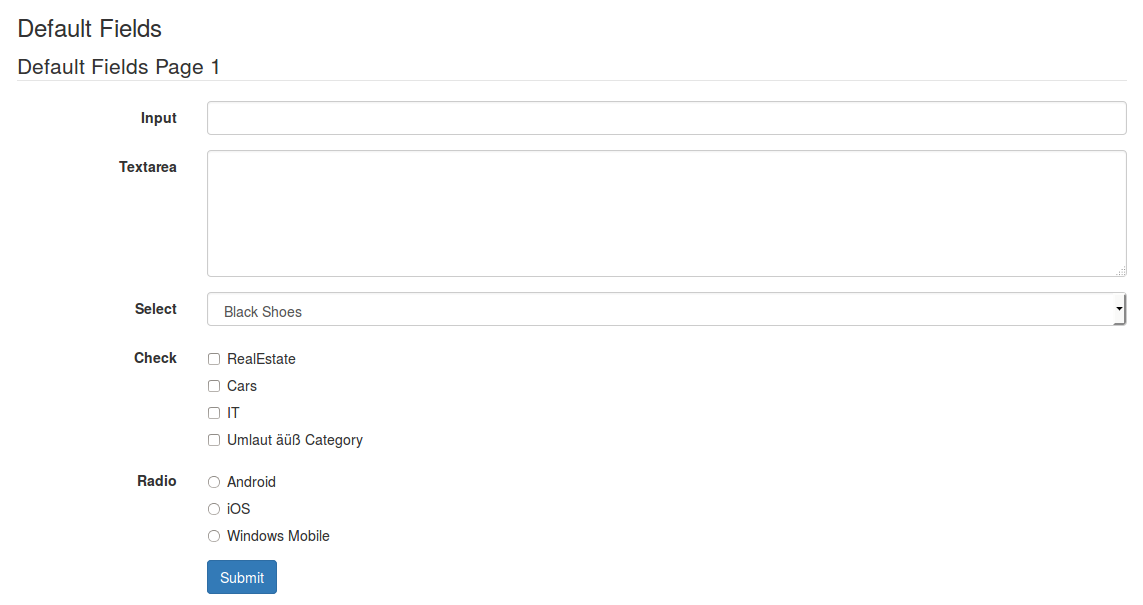 Default Fields
Default Fields Page 1
Input
Textarea
Select
Black Shoes
Check
RealEstate
Cars
IT
Umlaut äüß Category
Radio
Android
iOS
Windows Mobile
Submit